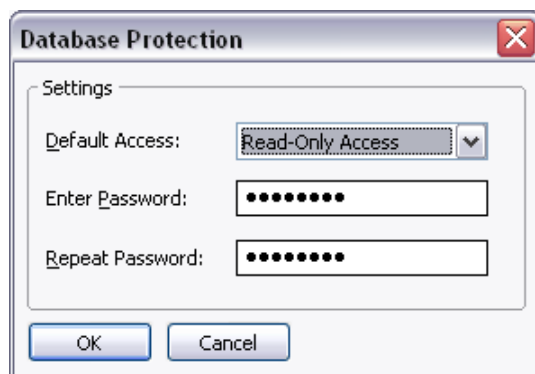 Database Protection
Settings
Default Access: Read-Only Access
Enter Password: ●●●●●●●●
Repeat Password: ●●●●●●●●
OK Cancel